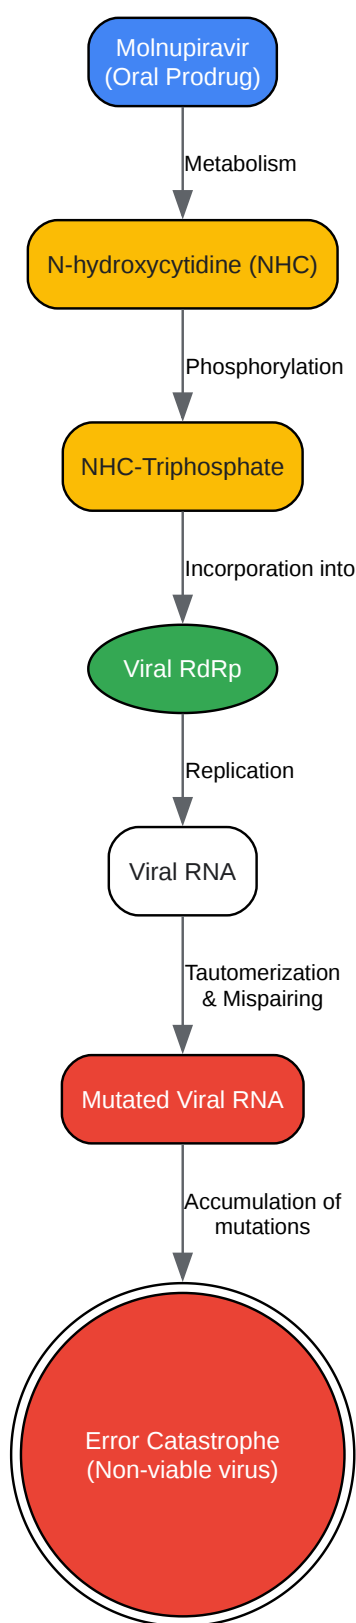 Molnupiravir
(Oral Prodrug)
Metabolism
N-hydroxycytidine (NHC)
Phosphorylation
NHC-Triphosphate
Incorporation into
Viral RdRp
Replication
Viral RNA
Tautomerization
& Mispairing
Mutated Viral RNA
Accumulation of
mutations
Error Catastrophe
(Non-viable virus)